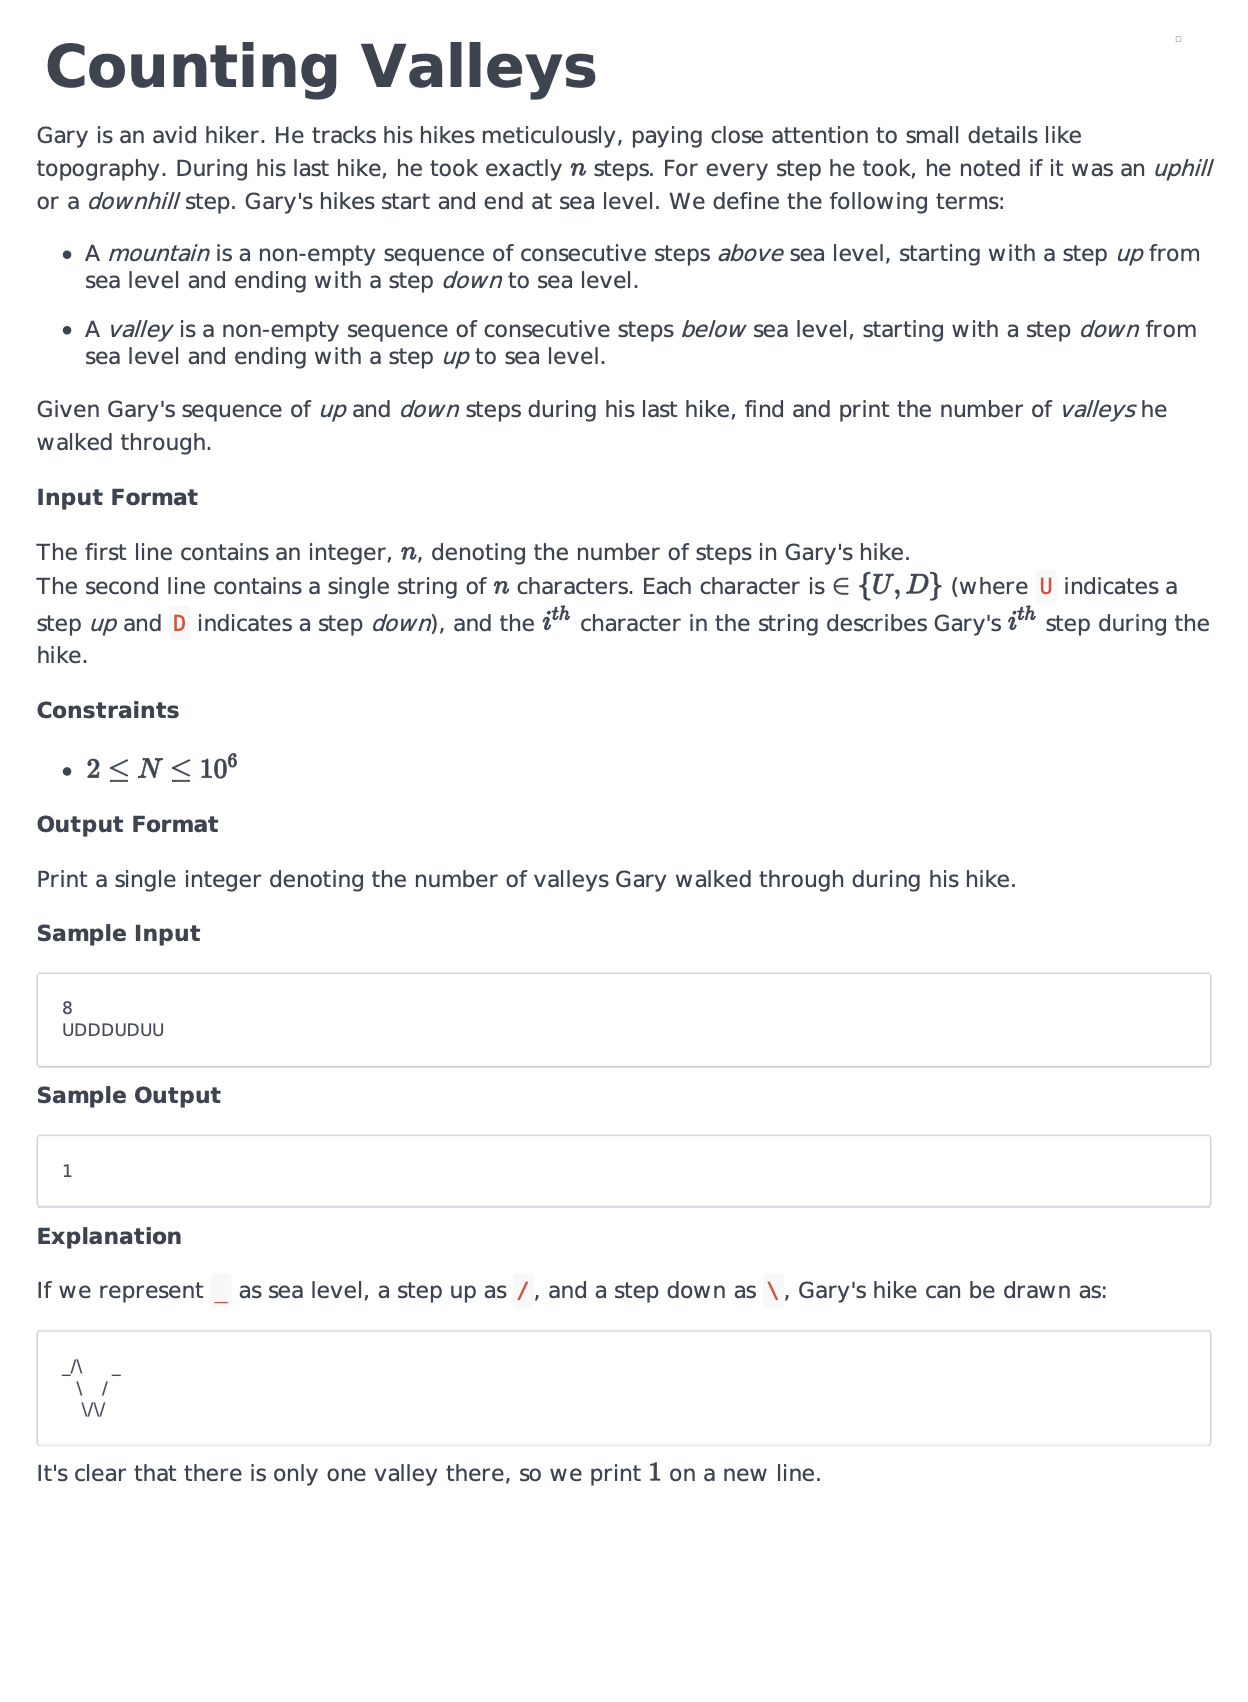 Counting Valleys
Gary is an avid hiker. He tracks his hikes meticulously, paying close attention to small details like
topography. During his last hike, he took exactly n steps. For every step he took, he noted if it was an uphill
or a downhill step. Gary's hikes start and end at sea level. We define the following terms:
• A mountain is a non-empty sequence of consecutive steps above sea level, starting with a step up from
sea level and ending with a step down to sea level.
• A valley is a non-empty sequence of consecutive steps below sea level, starting with a step down from
sea level and ending with a step up to sea level.
Given Gary's sequence of up and down steps during his last hike, find and print the number of valleys he
walked through.
Input Format
The first line contains an integer, n, denoting the number of steps in Gary's hike.
The second line contains a single string of n characters. Each character is ∈ {U, D} (where U indicates a
step up and D indicates a step down), and the i^th character in the string describes Gary's i^th step during the
hike.
Constraints
• 2 ≤ N ≤ 10^6
Output Format
Print a single integer denoting the number of valleys Gary walked through during his hike.
Sample Input
8
UDDDUDUU
Sample Output
1
Explanation
If we represent _ as sea level, a step up as /, and a step down as \, Gary's hike can be drawn as:
_/\      _
   \    /
    \/\/
It's clear that there is only one valley there, so we print 1 on a new line.